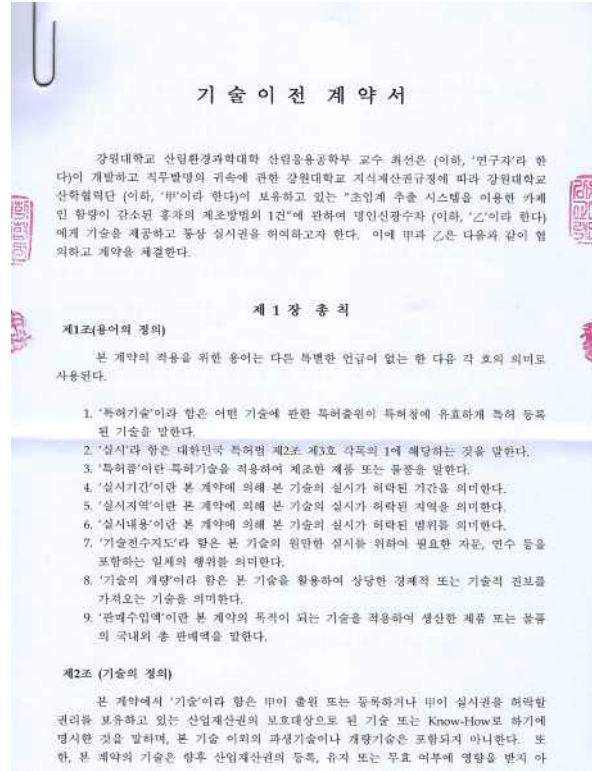 기 술 이 전 계 약 서
강원대학교 산림환경과학대학 산림응용공학부 교수 최선은 (이하, '연구자'라 한
다)이 개발하고 직무발명의 귀속에 관한 강원대학교 지식재산권규정에 따라 강원대학교
산학협력단 (이하, '甲'이라 한다)이 보유하고 있는 "초임계 추출 시스템을 이용한 카페
인 함량이 감소된 홍차의 제조방법외 1건"에 관하여 명인신광수차 (이하, '乙'이라 한다)
에게 기술을 제공하고 통상 실시권을 허여하고자 한다. 이에 甲과 乙은 다음과 같이 협
의하고 계약을 체결한다.
제 1 장 총 칙
제1조(용어의 정의)
본 계약의 적용을 위한 용어는 다른 특별한 언급이 없는 한 다음 각 호의 의미로
사용된다.
1. '특허기술'이라 함은 어떤 기술에 관한 특허출원이 특허청에 유효하게 특허 등록
된 기술을 말한다.
2. '실시'라 함은 대한민국 특허법 제2조 제3호 각목의 1에 해당하는 것을 말한다.
3. '특허품'이란 특허기술을 적용하여 제조한 제품 또는 물품을 말한다.
4. '실시기간'이란 본 계약에 의해 본 기술의 실시가 허락된 기간을 의미한다.
5. '실시지역'이란 본 계약에 의해 본 기술의 실시가 허락된 지역을 의미한다.
6. '실시내용'이란 본 계약에 의해 본 기술의 실시가 허락된 범위를 의미한다.
7. '기술전수지도'라 함은 본 기술의 원만한 실시를 위하여 필요한 자문, 연수 등을
포함하는 일체의 행위를 의미한다.
8. '기술의 개량'이라 함은 본 기술을 활용하여 상당한 경제적 또는 기술적 진보를
가져오는 기술을 의미한다.
9. '판매수입액'이란 본 계약의 목적이 되는 기술을 적용하여 생산한 제품 또는 물품
의 국내외 총 판매액을 말한다.
제2조 (기술의 정의)
본 계약에서 '기술'이라 함은 甲이 출원 또는 등록하거나 甲이 실시권을 허락할
권리를 보유하고 있는 산업재산권의 보호대상으로 된 기술 또는 Know-How로 하기에
명시한 것을 말하며, 본 기술 이외의 파생기술이나 개량기술은 포함되지 아니한다. 또
한, 본 계약의 기술은 향후 산업재산권의 등록, 유지 또는 무효 여부에 영향을 받지 아